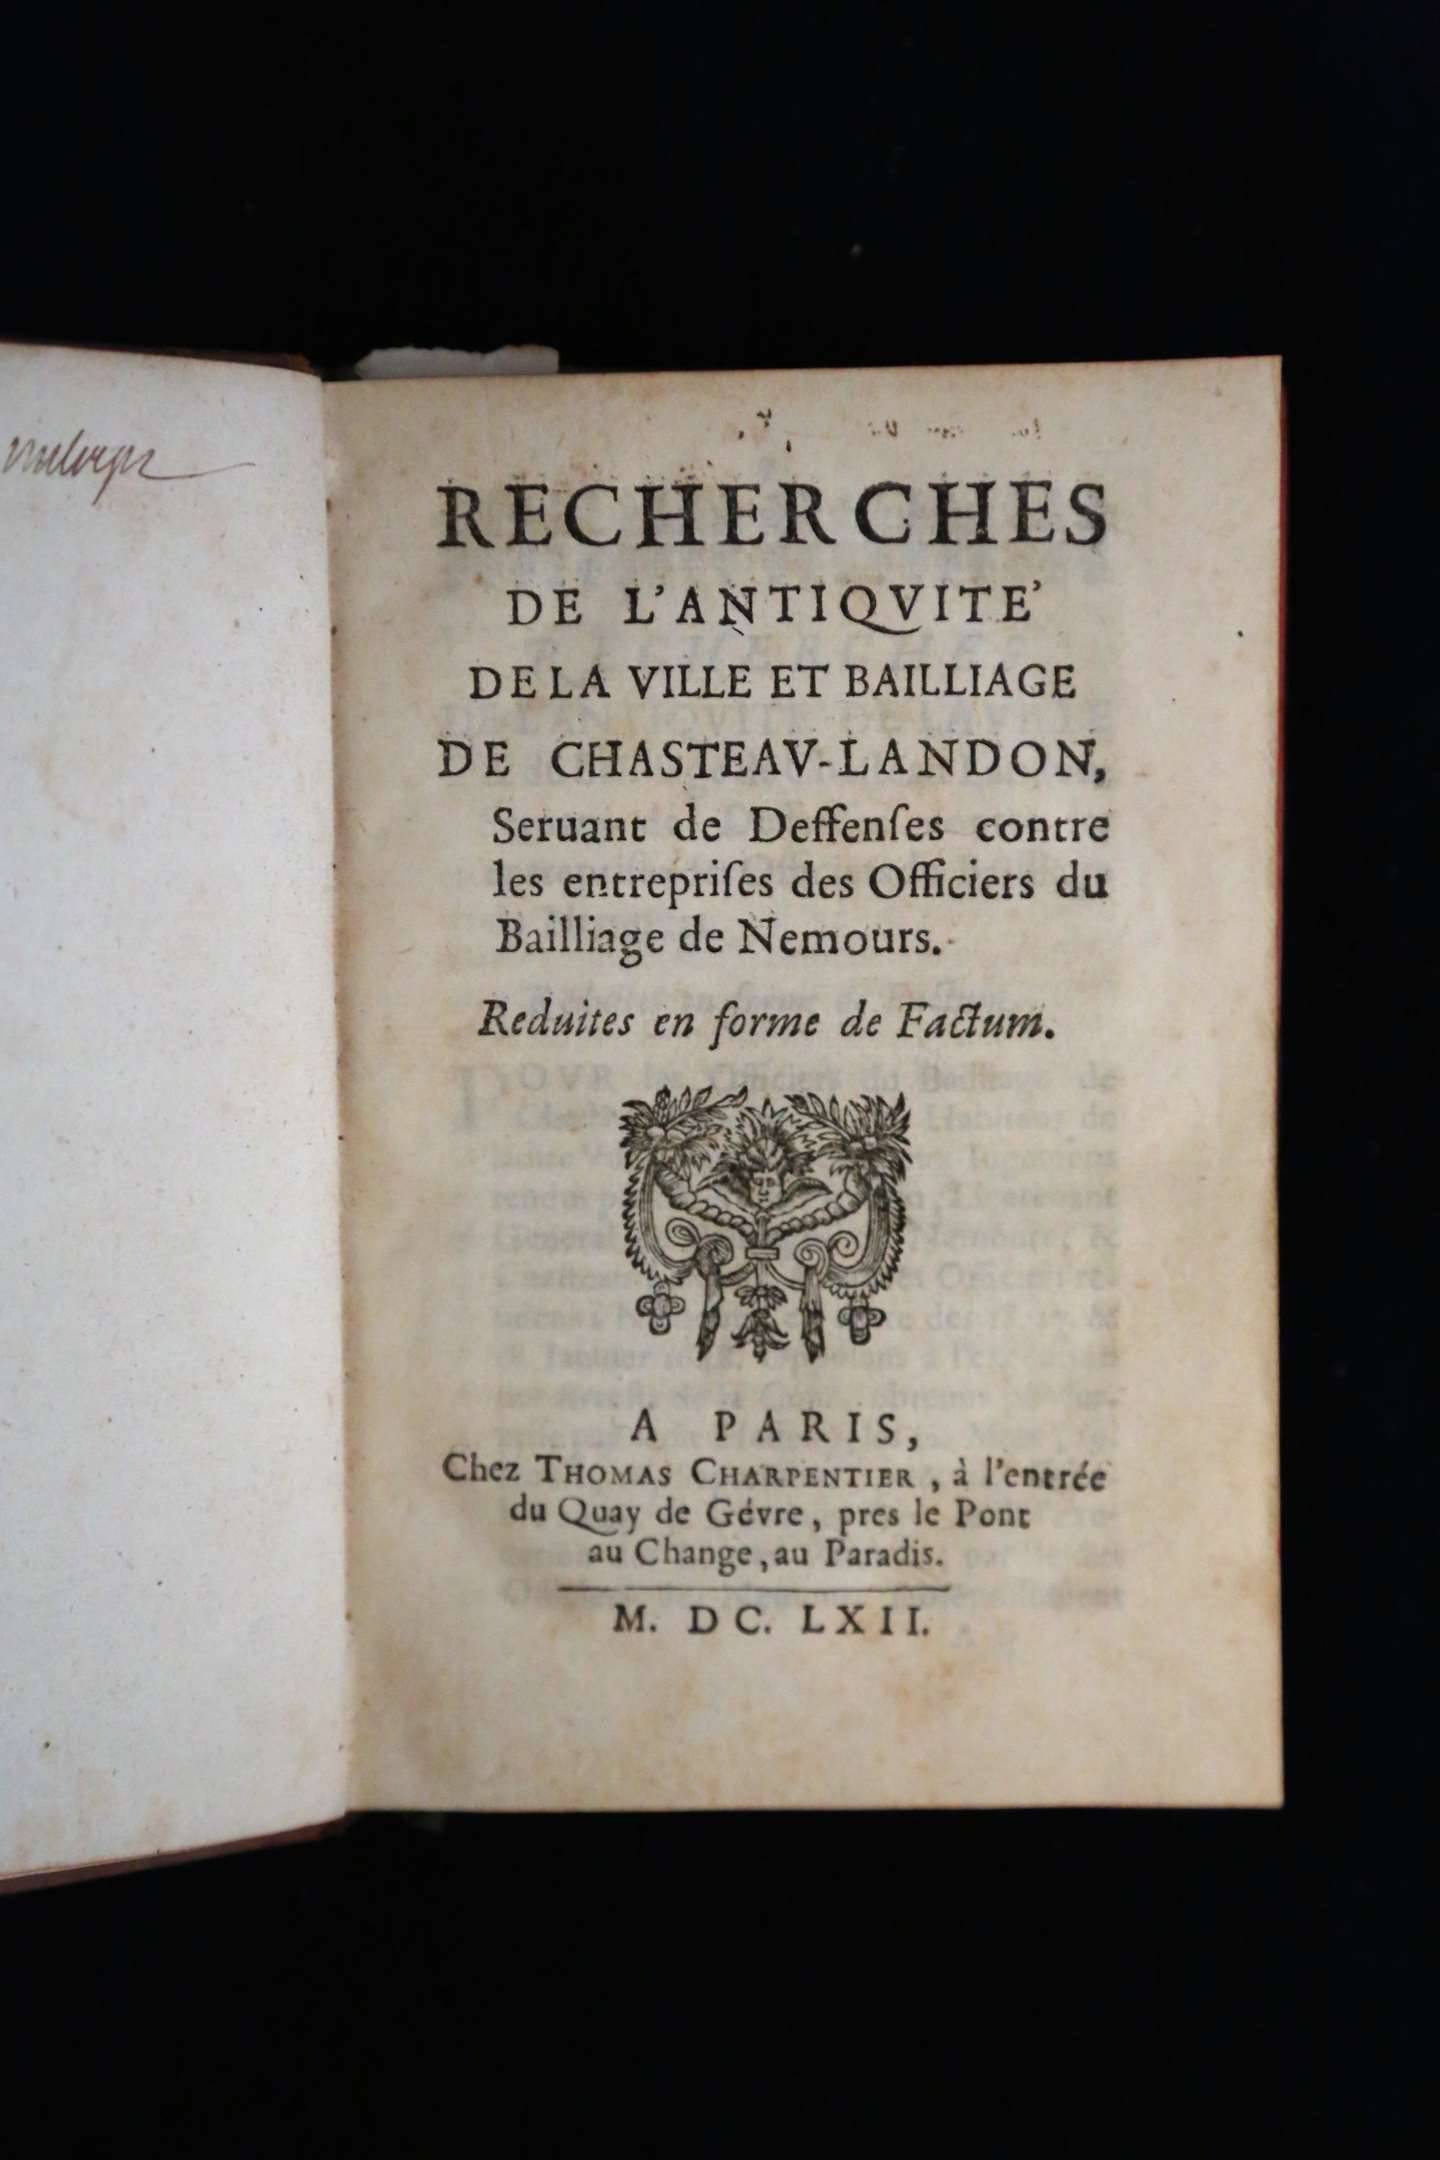 RECHERCHES
DE L'ANTIQVITE'
DE LA VILLE ET BAILLIAGE
DE CHASTEAV-LANDON,
Seruant de Deffenſes contre
les entrepriſes des Officiers du
Bailliage de Nemours.
Reduites en forme de Factum.
A PARIS,
Chez THOMAS CHARPENTIER, à l'entrée
du Quay de Gévre, pres le Pont
au Change, au Paradis.
M. DC. LXII.